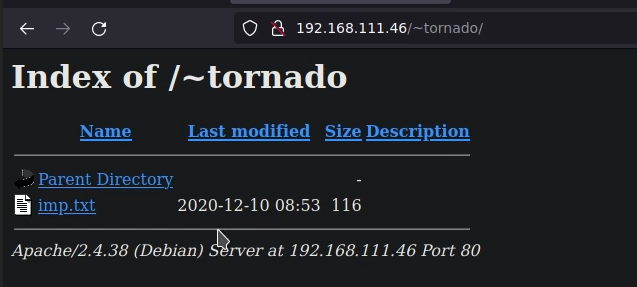 192.168.111.46/~tornado/
Index of /~tornado
Name Last modified Size Description
Parent Directory -
imp.txt 2020-12-10 08:53 116
Apache/2.4.38 (Debian) Server at 192.168.111.46 Port 80